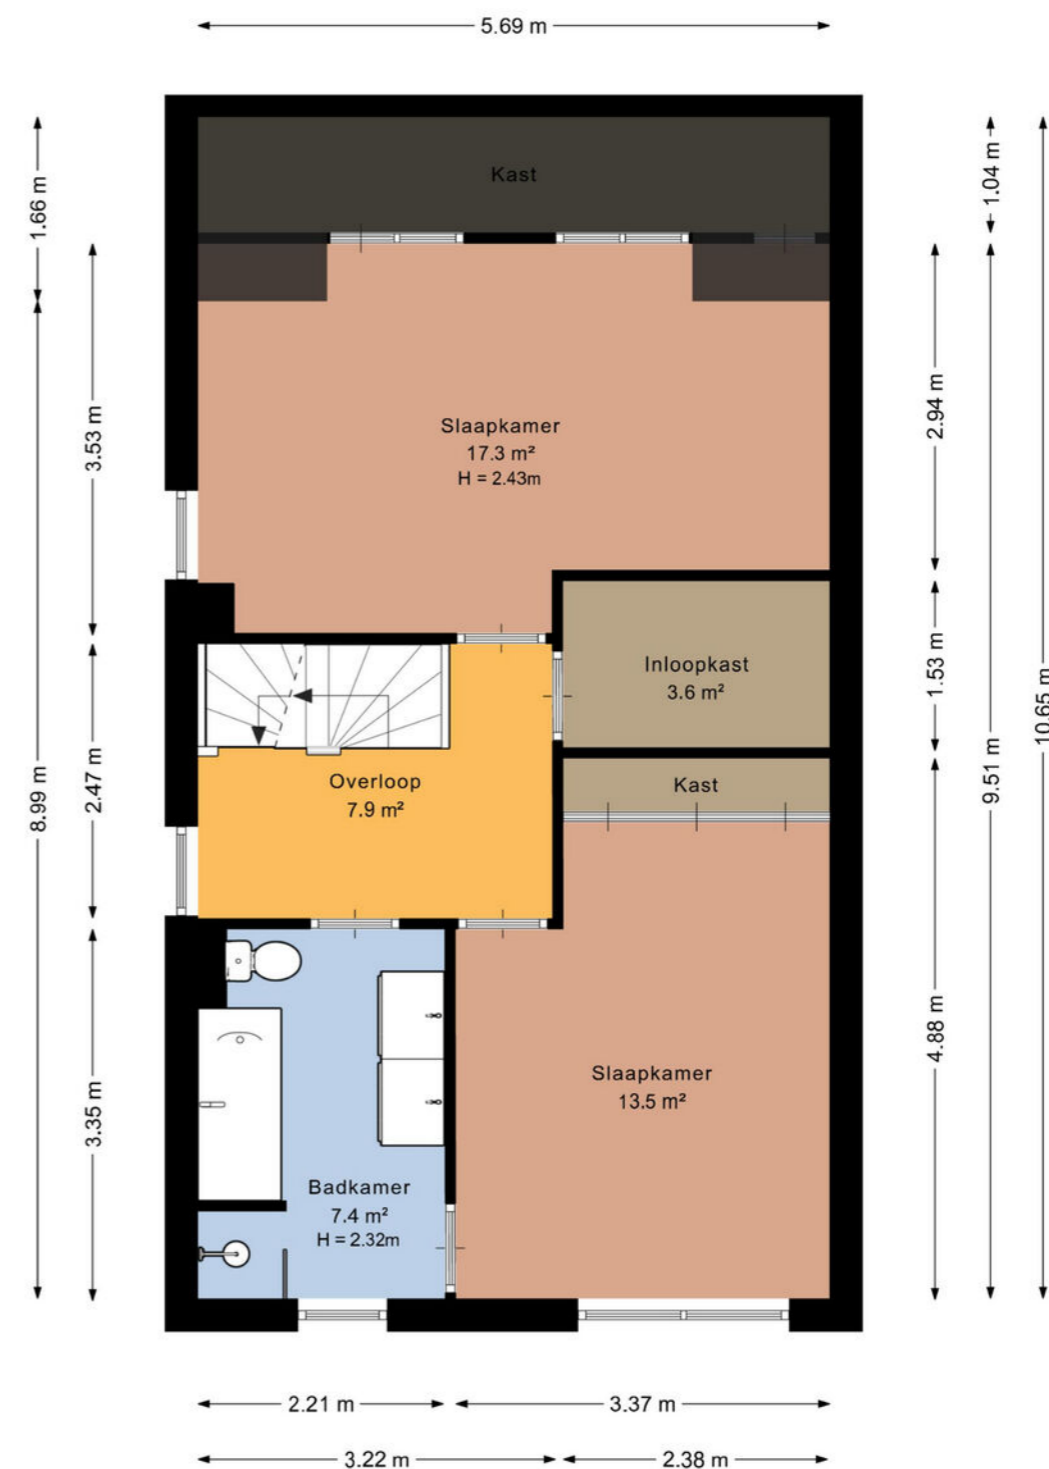 5.69 m
Kast
1.66 m
1.04 m
3.53 m
2.94 m
Slaapkamer
17.3 m²
H = 2.43m
Inloopkast
3.6 m²
1.53 m
10.65 m
2.47 m
8.99 m
9.51 m
Overloop
7.9 m²
Kast
4.88 m
Slaapkamer
13.5 m²
3.35 m
Badkamer
7.4 m²
H = 2.32m
2.21 m
3.37 m
3.22 m
2.38 m